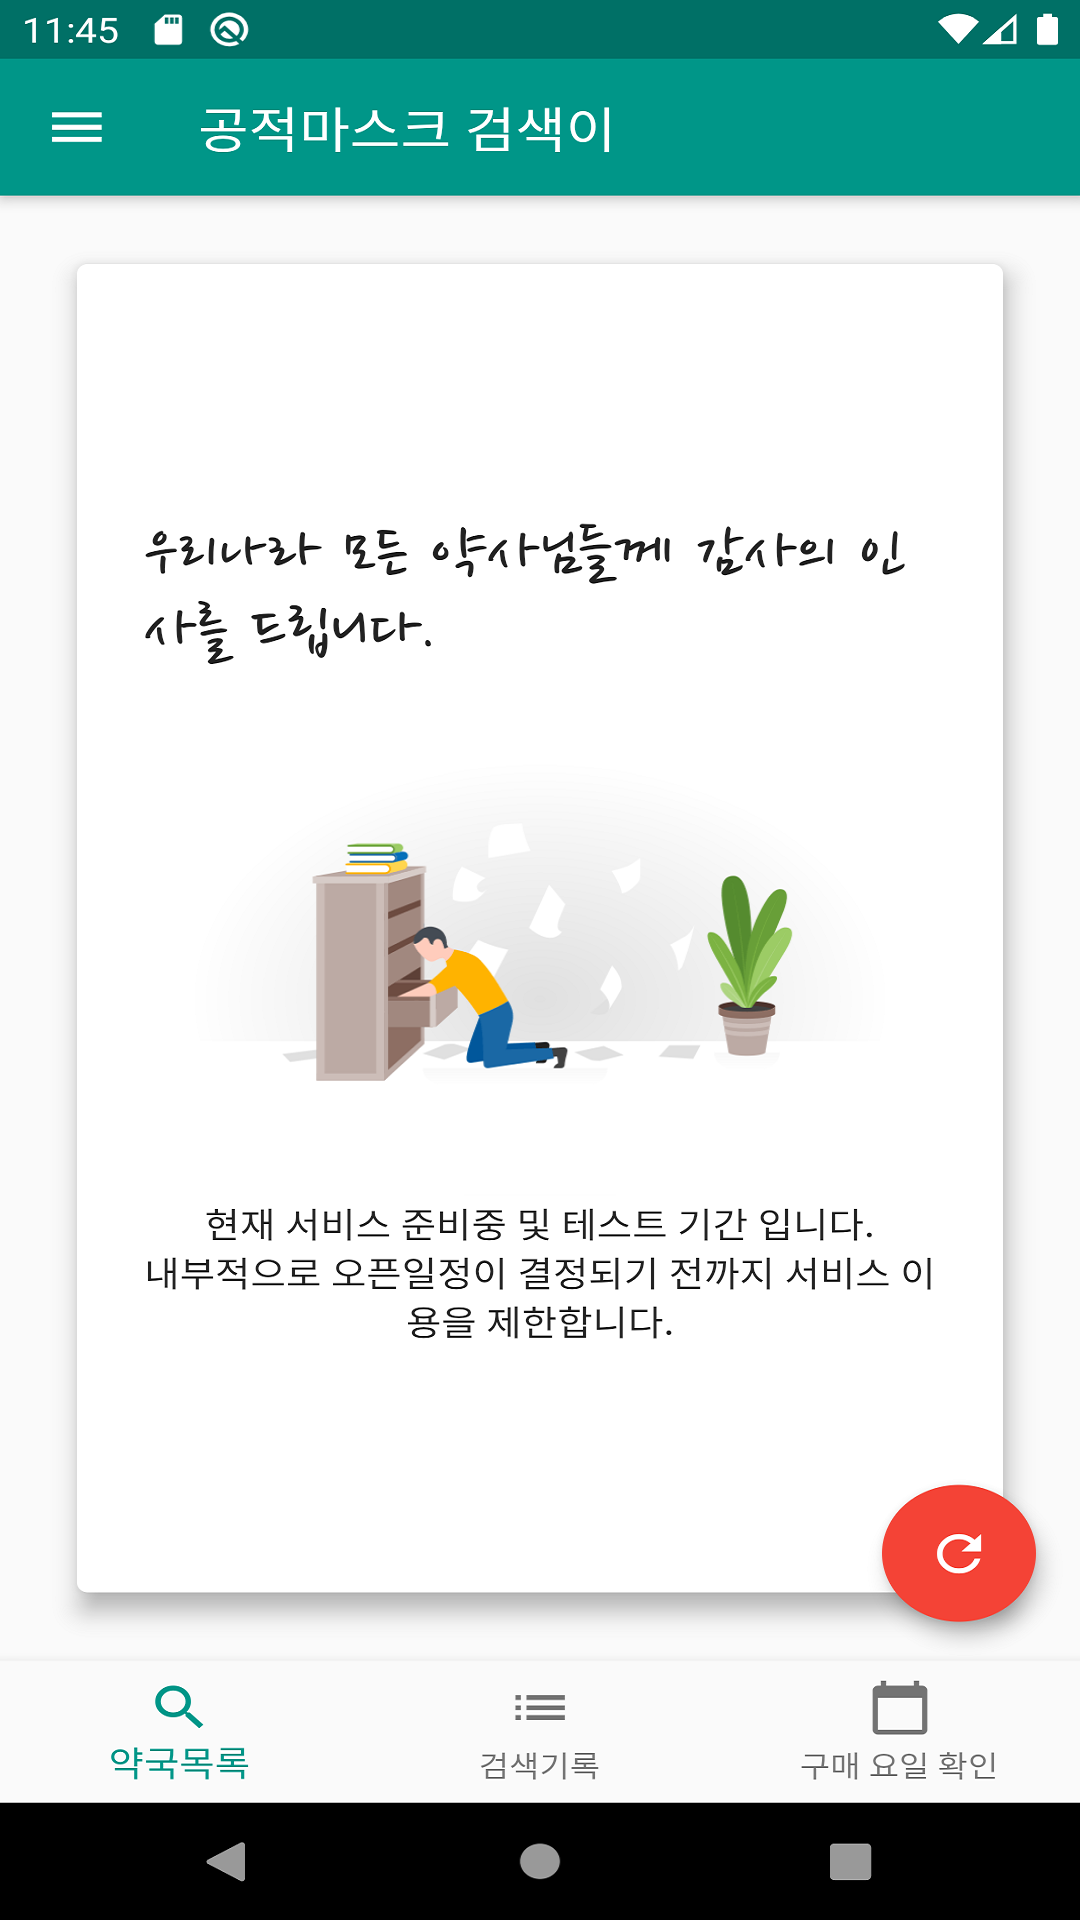 11:45
공적마스크 검색이
우리나라 모든 약사님들께 감사의 인
사를 드립니다.
현재 서비스 준비중 및 테스트 기간 입니다.
내부적으로 오픈일정이 결정되기 전까지 서비스 이
용을 제한합니다.
약국목록
검색기록
구매 요일 확인